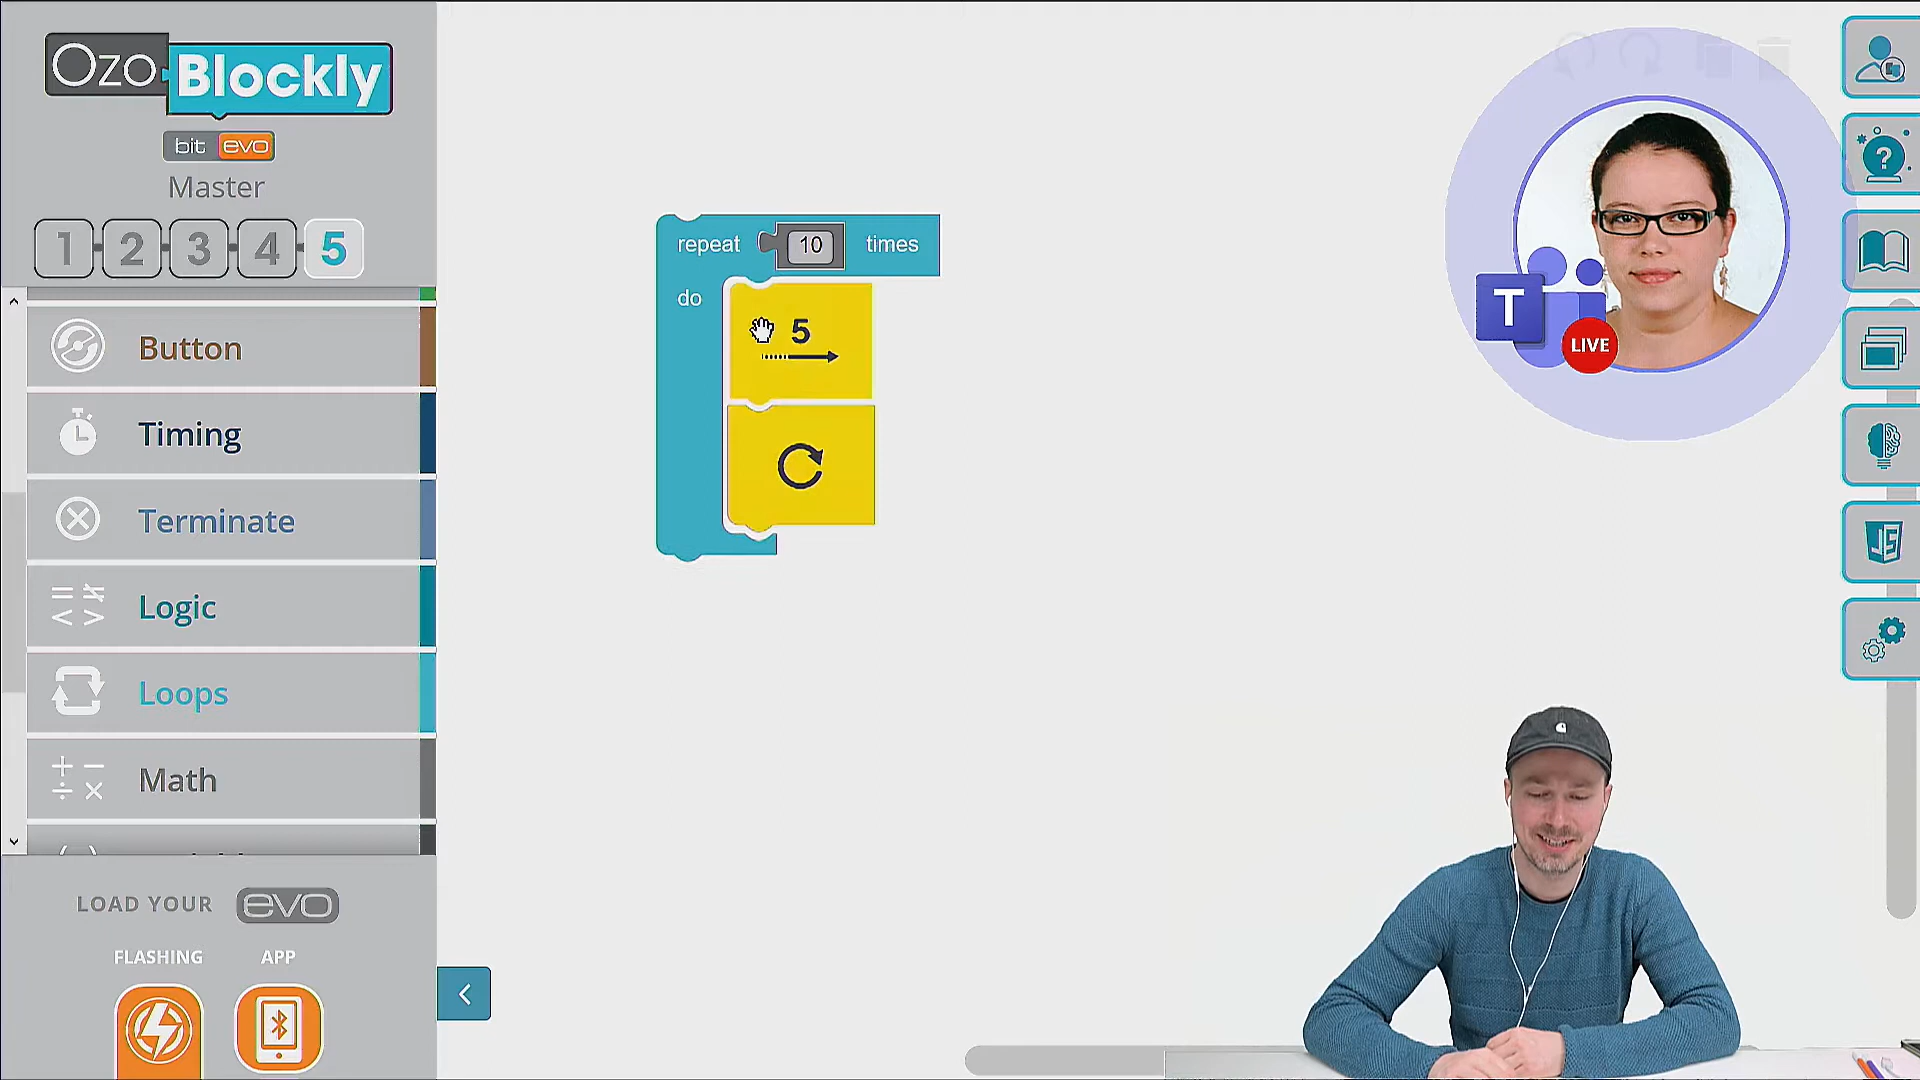 Ozo Blockly
bit evo
Master
1 2 3 4 5
Button
Timing
Terminate
Logic
Loops
Math
LOAD YOUR evo
FLASHING APP
repeat 10 times
do
5
T
LIVE
?
JS